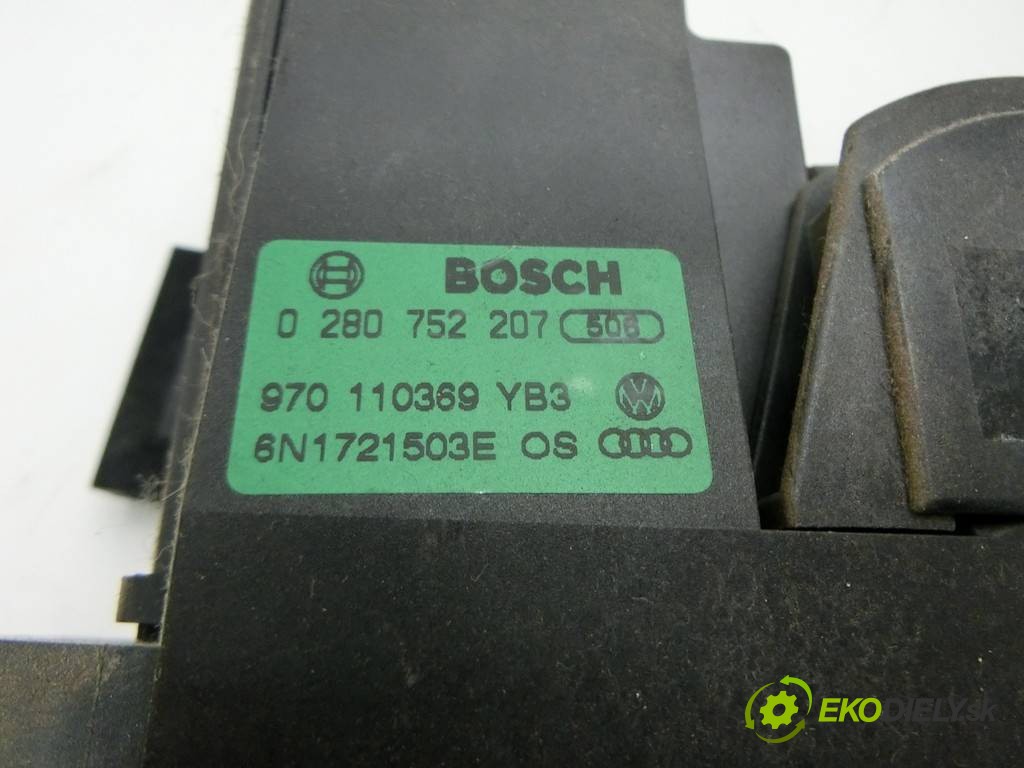 BOSCH
0 280 752 207 506
970 110369 YB3
6N1721503E OS
EKODIELY.sk